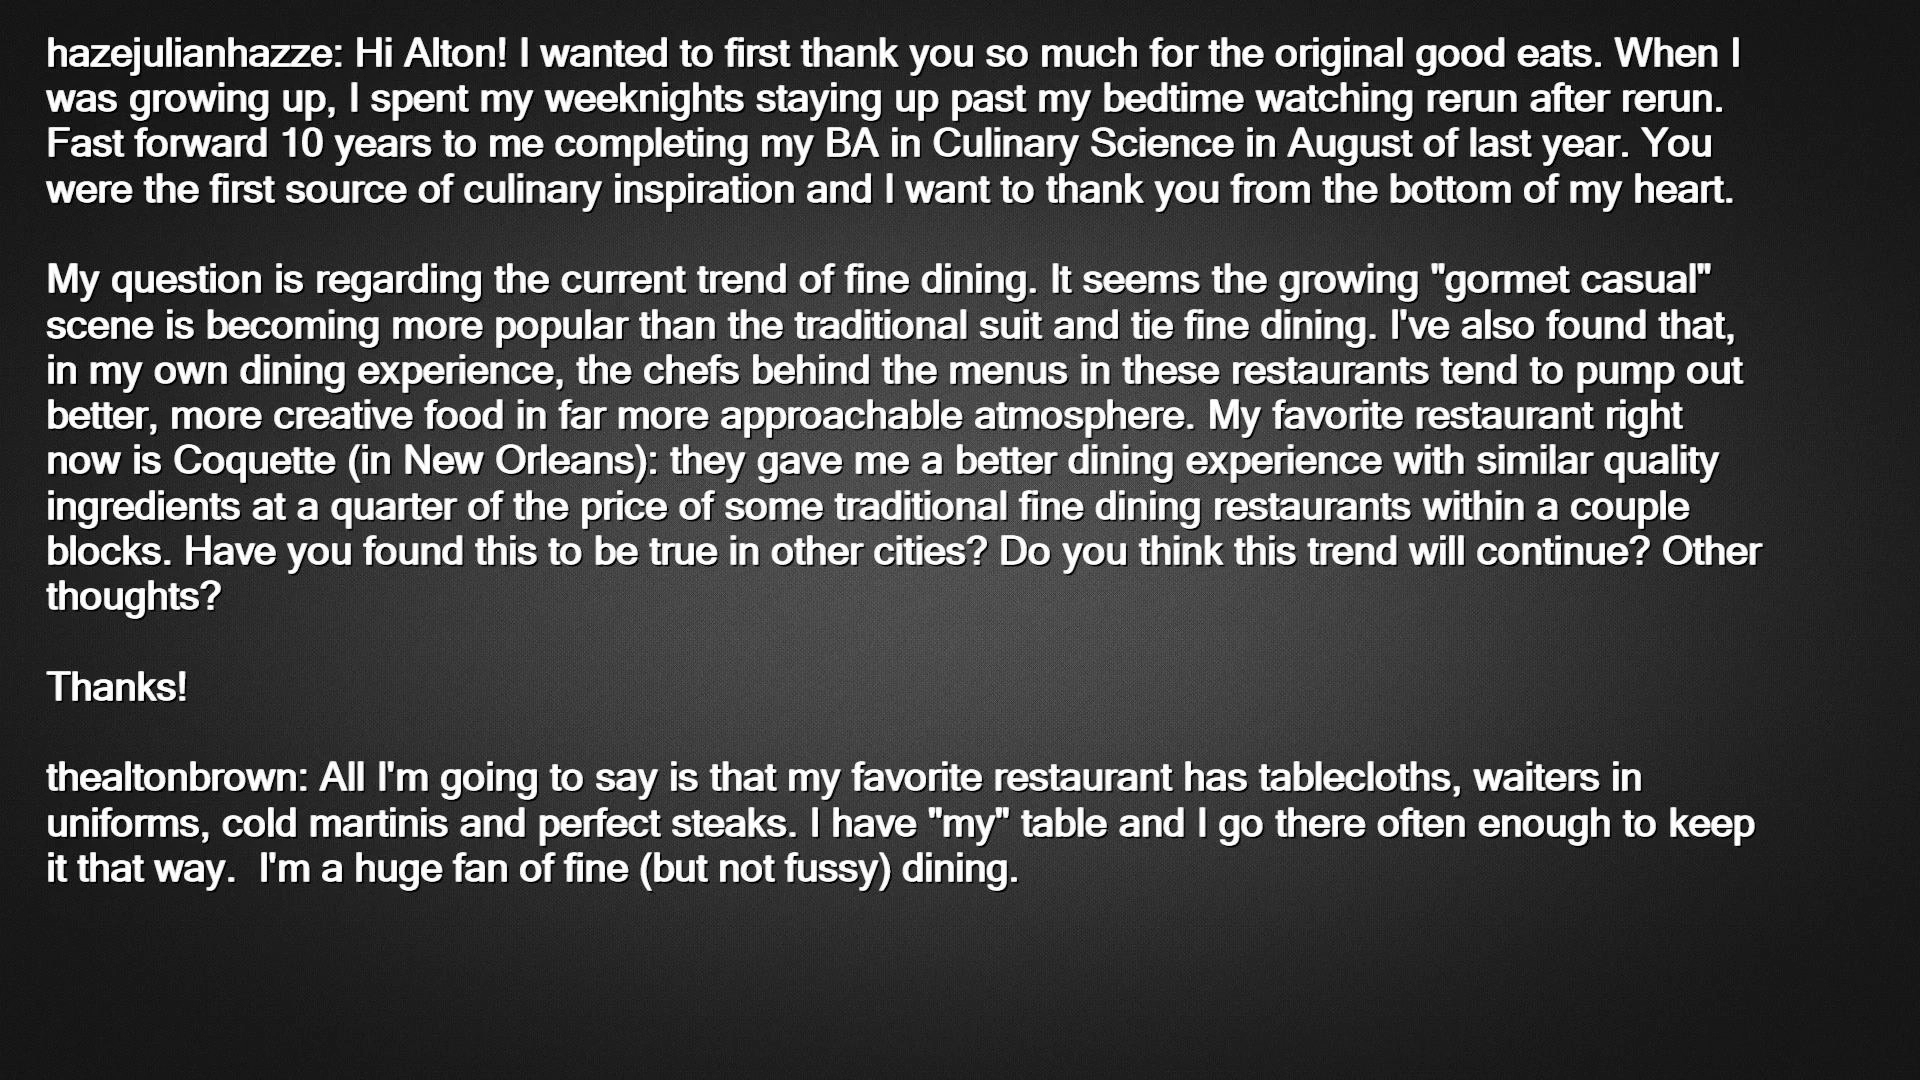 hazejulianhazze: Hi Alton! I wanted to first thank you so much for the original good eats. When I
was growing up, I spent my weeknights staying up past my bedtime watching rerun after rerun.
Fast forward 10 years to me completing my BA in Culinary Science in August of last year. You
were the first source of culinary inspiration and I want to thank you from the bottom of my heart.
My question is regarding the current trend of fine dining. It seems the growing "gormet casual"
scene is becoming more popular than the traditional suit and tie fine dining. I've also found that,
in my own dining experience, the chefs behind the menus in these restaurants tend to pump out
better, more creative food in far more approachable atmosphere. My favorite restaurant right
now is Coquette (in New Orleans): they gave me a better dining experience with similar quality
ingredients at a quarter of the price of some traditional fine dining restaurants within a couple
blocks. Have you found this to be true in other cities? Do you think this trend will continue? Other
thoughts?
Thanks!
thealtonbrown: All I'm going to say is that my favorite restaurant has tablecloths, waiters in
uniforms, cold martinis and perfect steaks. I have "my" table and I go there often enough to keep
it that way.  I'm a huge fan of fine (but not fussy) dining.